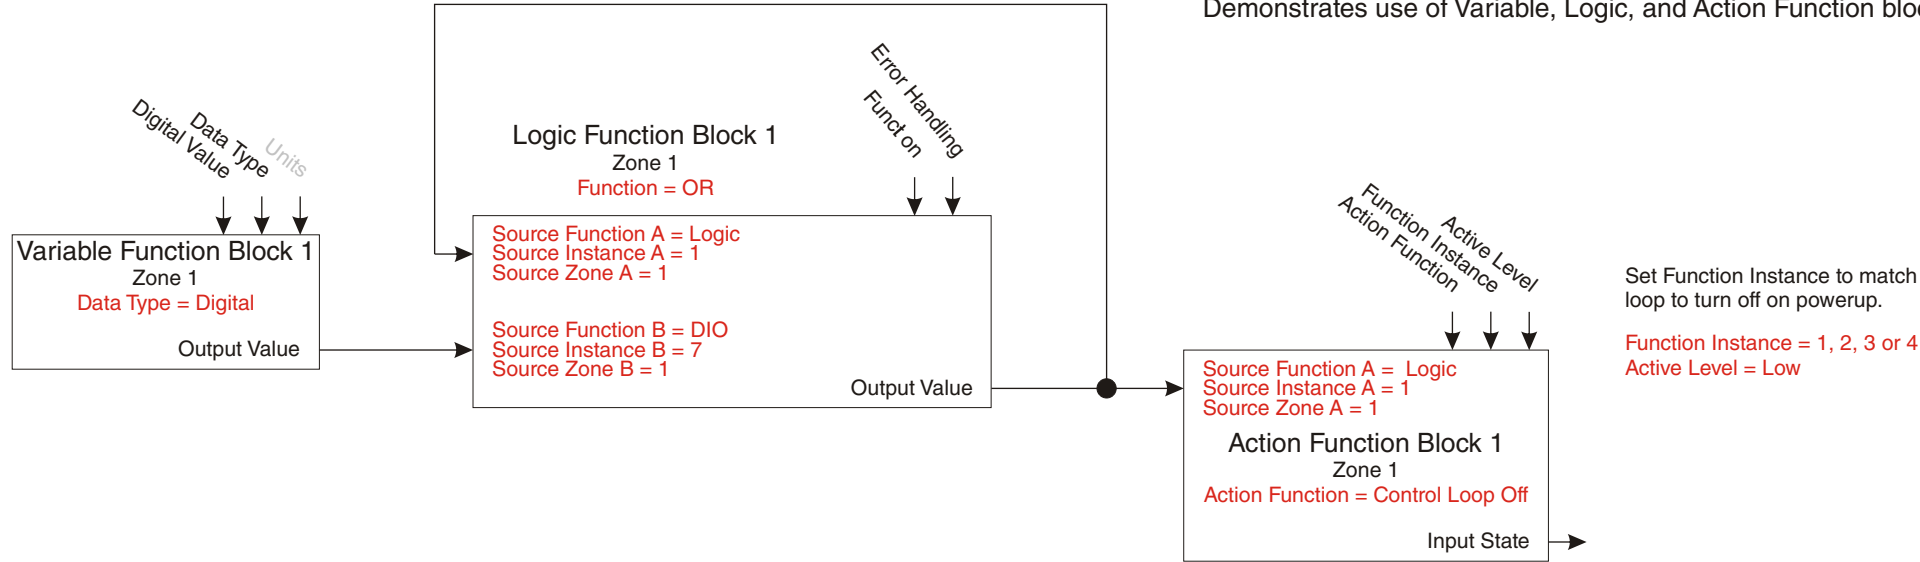 Demonstrates use of Variable, Logic, and Action Function
Error Handling
Funct on
Digital Value
Data Type
Units
Logic Function Block 1
Zone 1
Function = OR
Variable Function Block 1
Zone 1
Data Type = Digital
Output Value
Source Function A = Logic
Source Instance A = 1
Source Zone A = 1
Source Function B = DIO
Source Instance B = 7
Source Zone B = 1
Output Value
Action Function
Function Instance
Active Level
Source Function A = Logic
Source Instance A = 1
Source Zone A = 1
Action Function Block 1
Zone 1
Action Function = Control Loop Off
Input State
Set Function Instance to match
loop to turn off on powerup.
Function Instance = 1, 2, 3 or 4
Active Level = Low